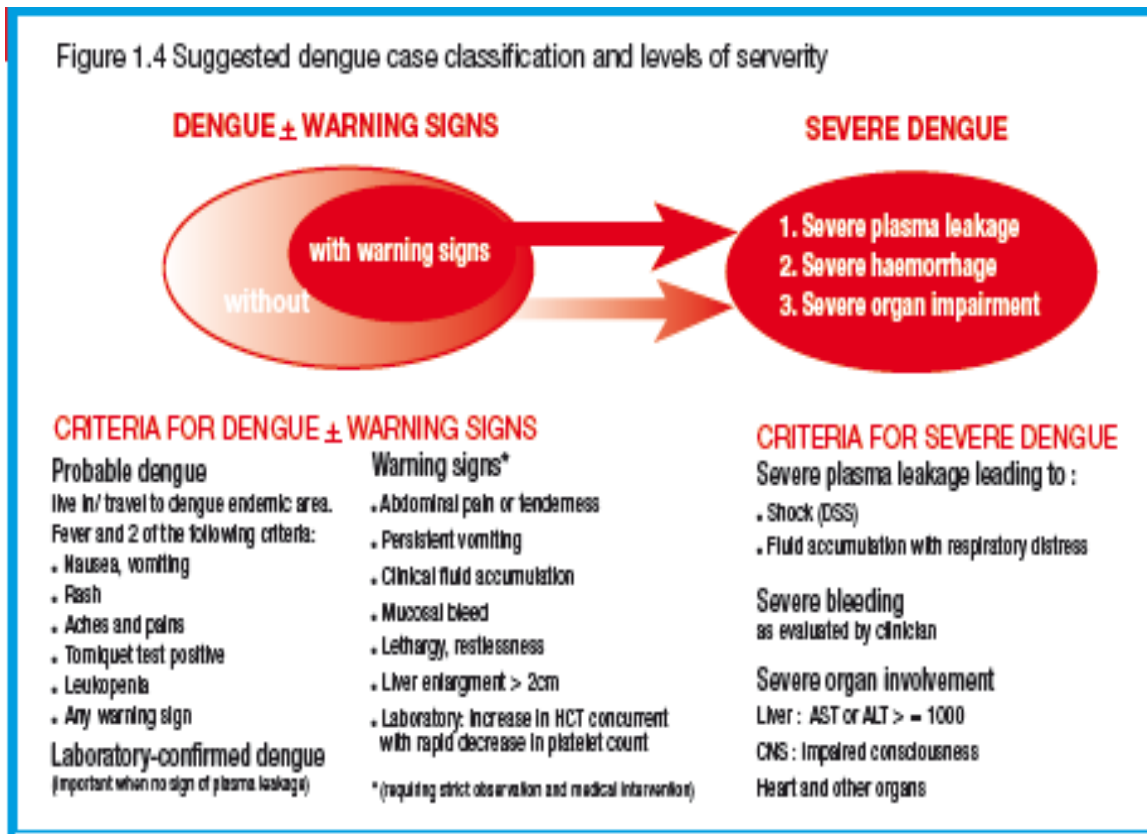 Figure 1.4 Suggested dengue case classification and levels of serverity
DENGUE ± WARNING SIGNS
SEVERE DENGUE
with warning signs
without
1. Severe plasma leakage
2. Severe haemorrhage
3. Severe organ impairment
CRITERIA FOR DENGUE ± WARNING SIGNS
Probable dengue
live in/ travel to dengue endemic area.
Fever and 2 of the following criteria:
• Nausea, vomiting
• Rash
• Aches and pains
• Torniquet test positive
• Leukopenia
• Any warning sign
Laboratory-confirmed dengue
(important when no sign of plasma leakage)
Warning signs*
• Abdominal pain or tenderness
• Persistent vomiting
• Clinical fluid accumulation
• Mucosal bleed
• Lethargy, restlessness
• Liver enlargment > 2cm
• Laboratory: increase in HCT concurrent
with rapid decrease in platelet count
*(requiring strict observation and medical intervention)
CRITERIA FOR SEVERE DENGUE
Severe plasma leakage leading to :
• Shock (DSS)
• Fluid accumulation with respiratory distress
Severe bleeding
as evaluated by clinician
Severe organ involvement
Liver : AST or ALT > = 1000
CNS : Impaired consciousness
Heart and other organs